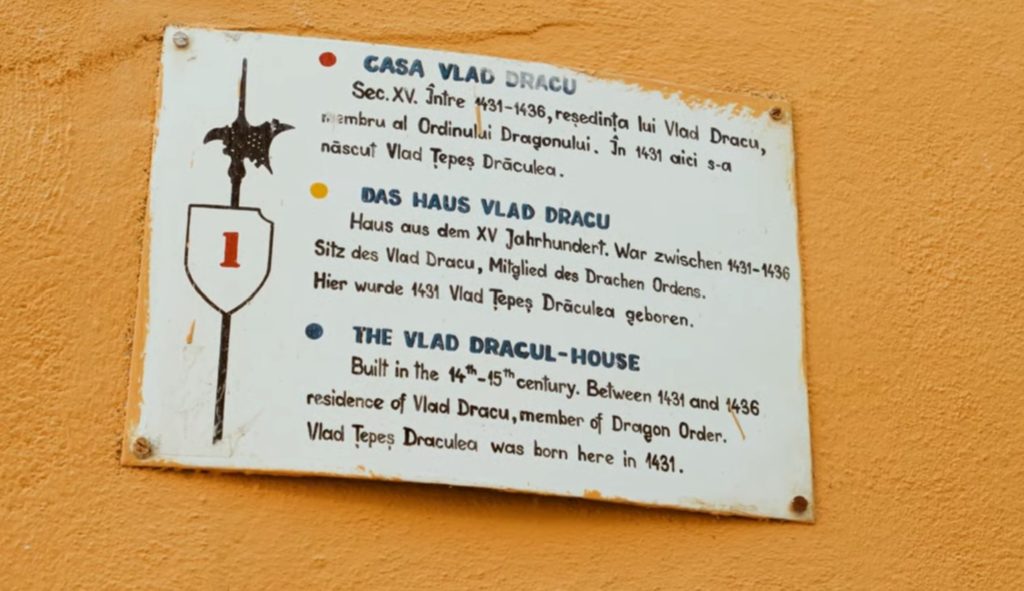 CASA VLAD DRACU
Sec. XV. Între 1431-1436, reședința lui Vlad Dracu,
membru al Ordinului Dragonului. În 1431 aici s-a
născut Vlad Țepeș Drăculea.
DAS HAUS VLAD DRACU
Haus aus dem XV Jahrhundert. War zwischen 1431-1436
Sitz des Vlad Dracu, Mitglied des Drachen Ordens.
Hier wurde 1431 Vlad Țepeș Drăculea geboren.
1
THE VLAD DRACUL-HOUSE
Built in the 14th-15th century. Between 1431 and 1436
residence of Vlad Dracu, member of Dragon Order.
Vlad Țepeș Draculea was born here in 1431.